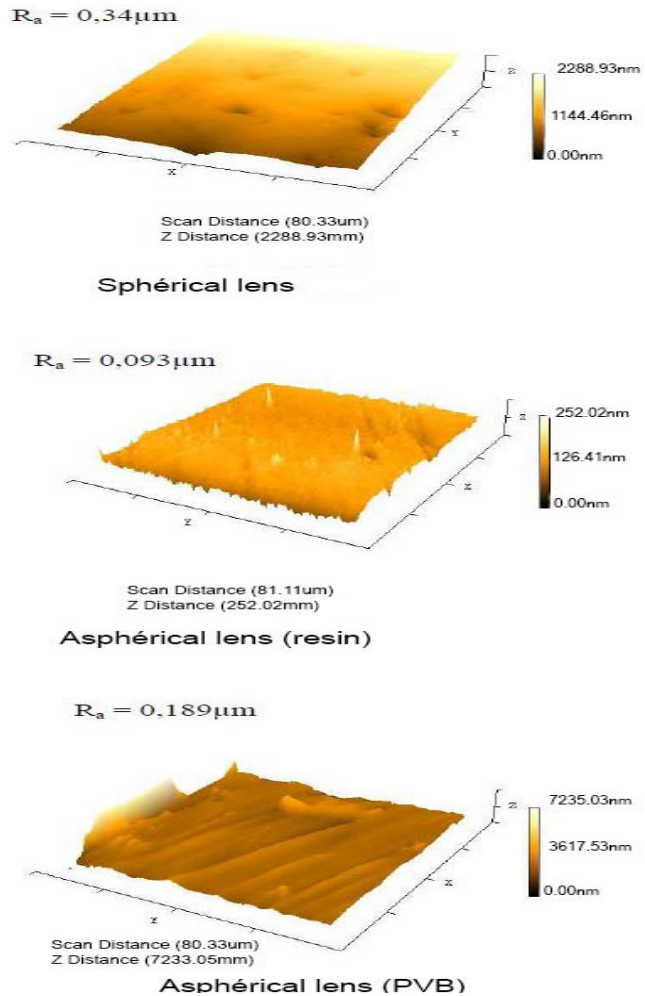 Ra = 0,34µm
2288.93nm
1144.46nm
0.00nm
Z
Y
X
Scan Distance (80.33um)
Z Distance (2288.93mm)
Sphérical lens
Ra = 0,093µm
252.02nm
126.41nm
0.00nm
Z
X
Y
Scan Distance (81.11um)
Z Distance (252.02mm)
Asphérical lens (resin)
Ra = 0,189µm
7235.03nm
3617.53nm
0.00nm
Z
X
Y
Scan Distance (80.33um)
Z Distance (7233.05mm)
Asphérical lens (PVB)